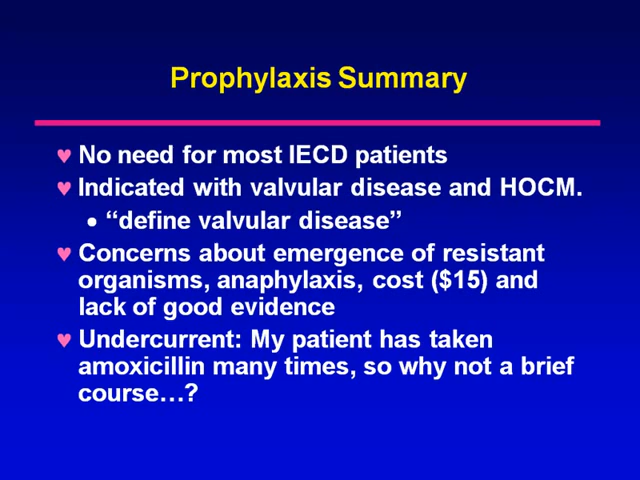 Prophylaxis Summary
♥ No need for most IECD patients
♥ Indicated with valvular disease and HOCM.
• “define valvular disease”
♥ Concerns about emergence of resistant
organisms, anaphylaxis, cost ($15) and
lack of good evidence
♥ Undercurrent: My patient has taken
amoxicillin many times, so why not a brief
course…?